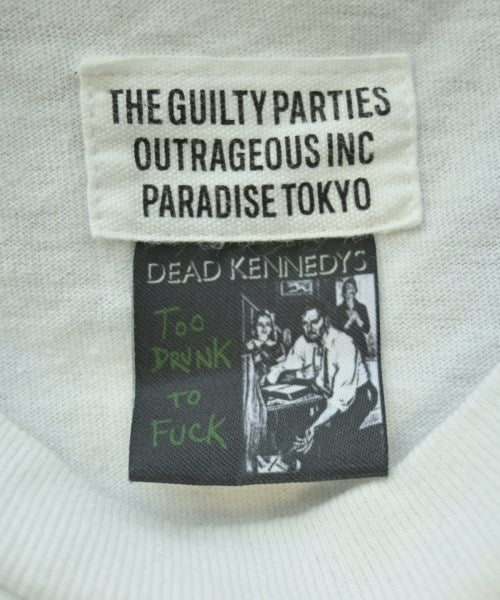 THE GUILTY PARTIES
OUTRAGEOUS INC
PARADISE TOKYO
DEAD KENNEDYS
TOO
DRUNK
TO
FUCK